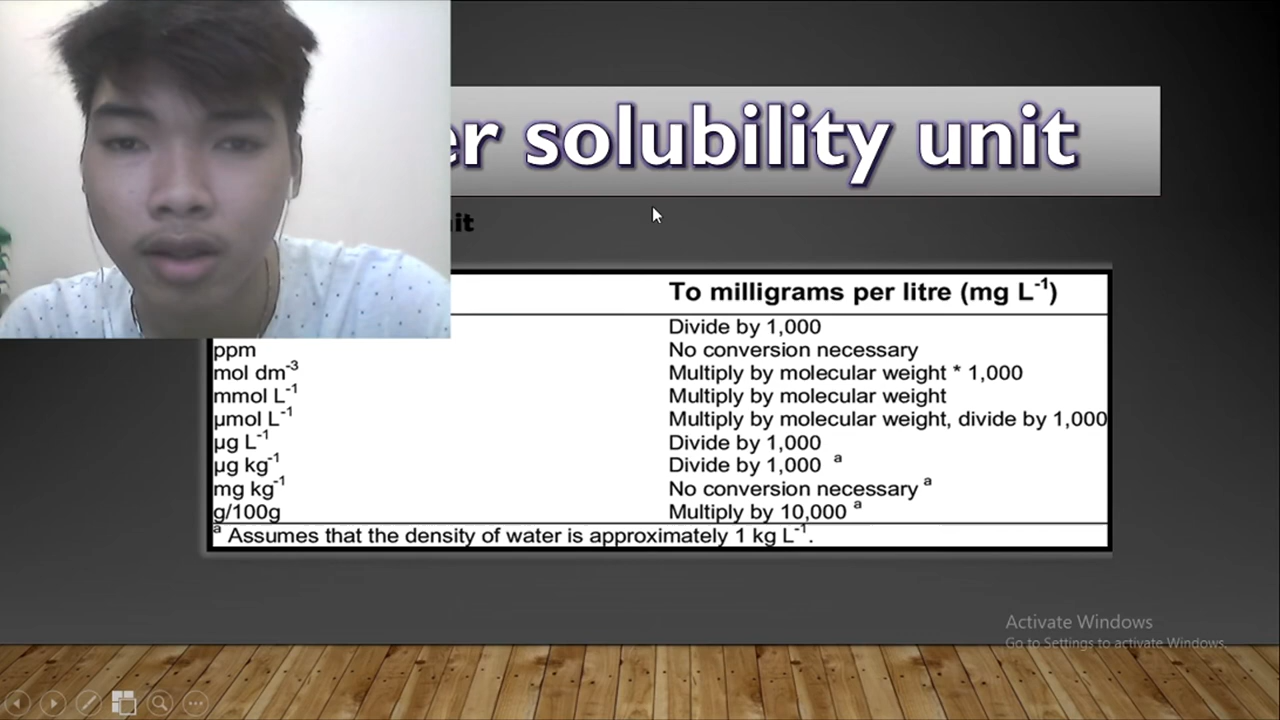 er solubility unit
it
To milligrams per litre (mg L⁻¹)
Divide by 1,000
ppm No conversion necessary
mol dm⁻³ Multiply by molecular weight * 1,000
mmol L⁻¹ Multiply by molecular weight
µmol L⁻¹ Multiply by molecular weight, divide by 1,000
µg L⁻¹ Divide by 1,000
µg kg⁻¹ Divide by 1,000 ᵃ
mg kg⁻¹ No conversion necessary ᵃ
g/100g Multiply by 10,000 ᵃ
ᵃ Assumes that the density of water is approximately 1 kg L⁻¹.
Activate Windows
Go to Settings to activate Windows.